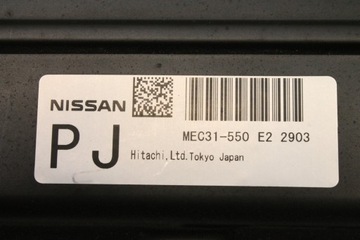 NISSAN
PJ
MEC31-550 E2 2903
Hitachi,Ltd.Tokyo Japan